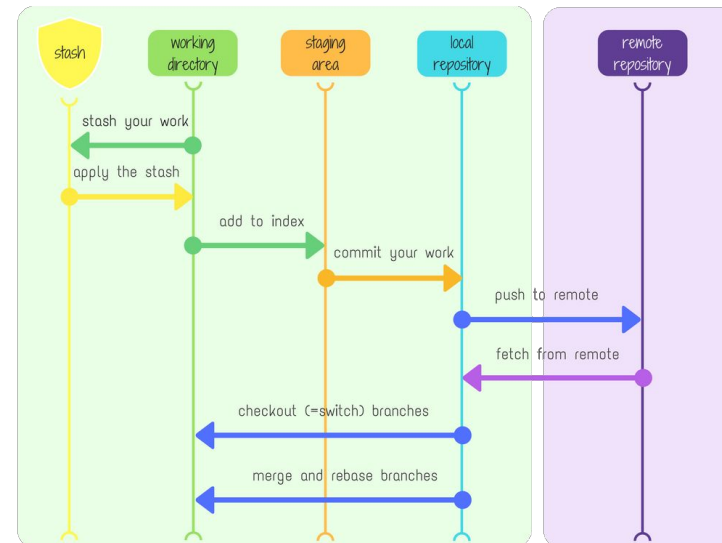 stash
working
directory
staging
area
local
repository
remote
repository
stash your work
apply the stash
add to index
commit your work
push to remote
fetch from remote
checkout (=switch) branches
merge and rebase branches